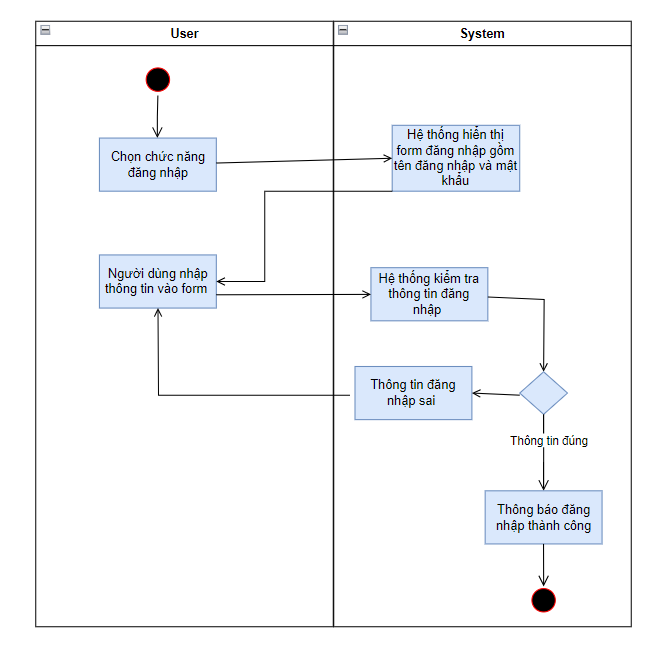 User
System
Chọn chức năng
đăng nhập
Hệ thống hiển thị
form đăng nhập gồm
tên đăng nhập và mật
khẩu
Người dùng nhập
thông tin vào form
Hệ thống kiểm tra
thông tin đăng
nhập
Thông tin đăng
nhập sai
Thông tin đúng
Thông báo đăng
nhập thành công